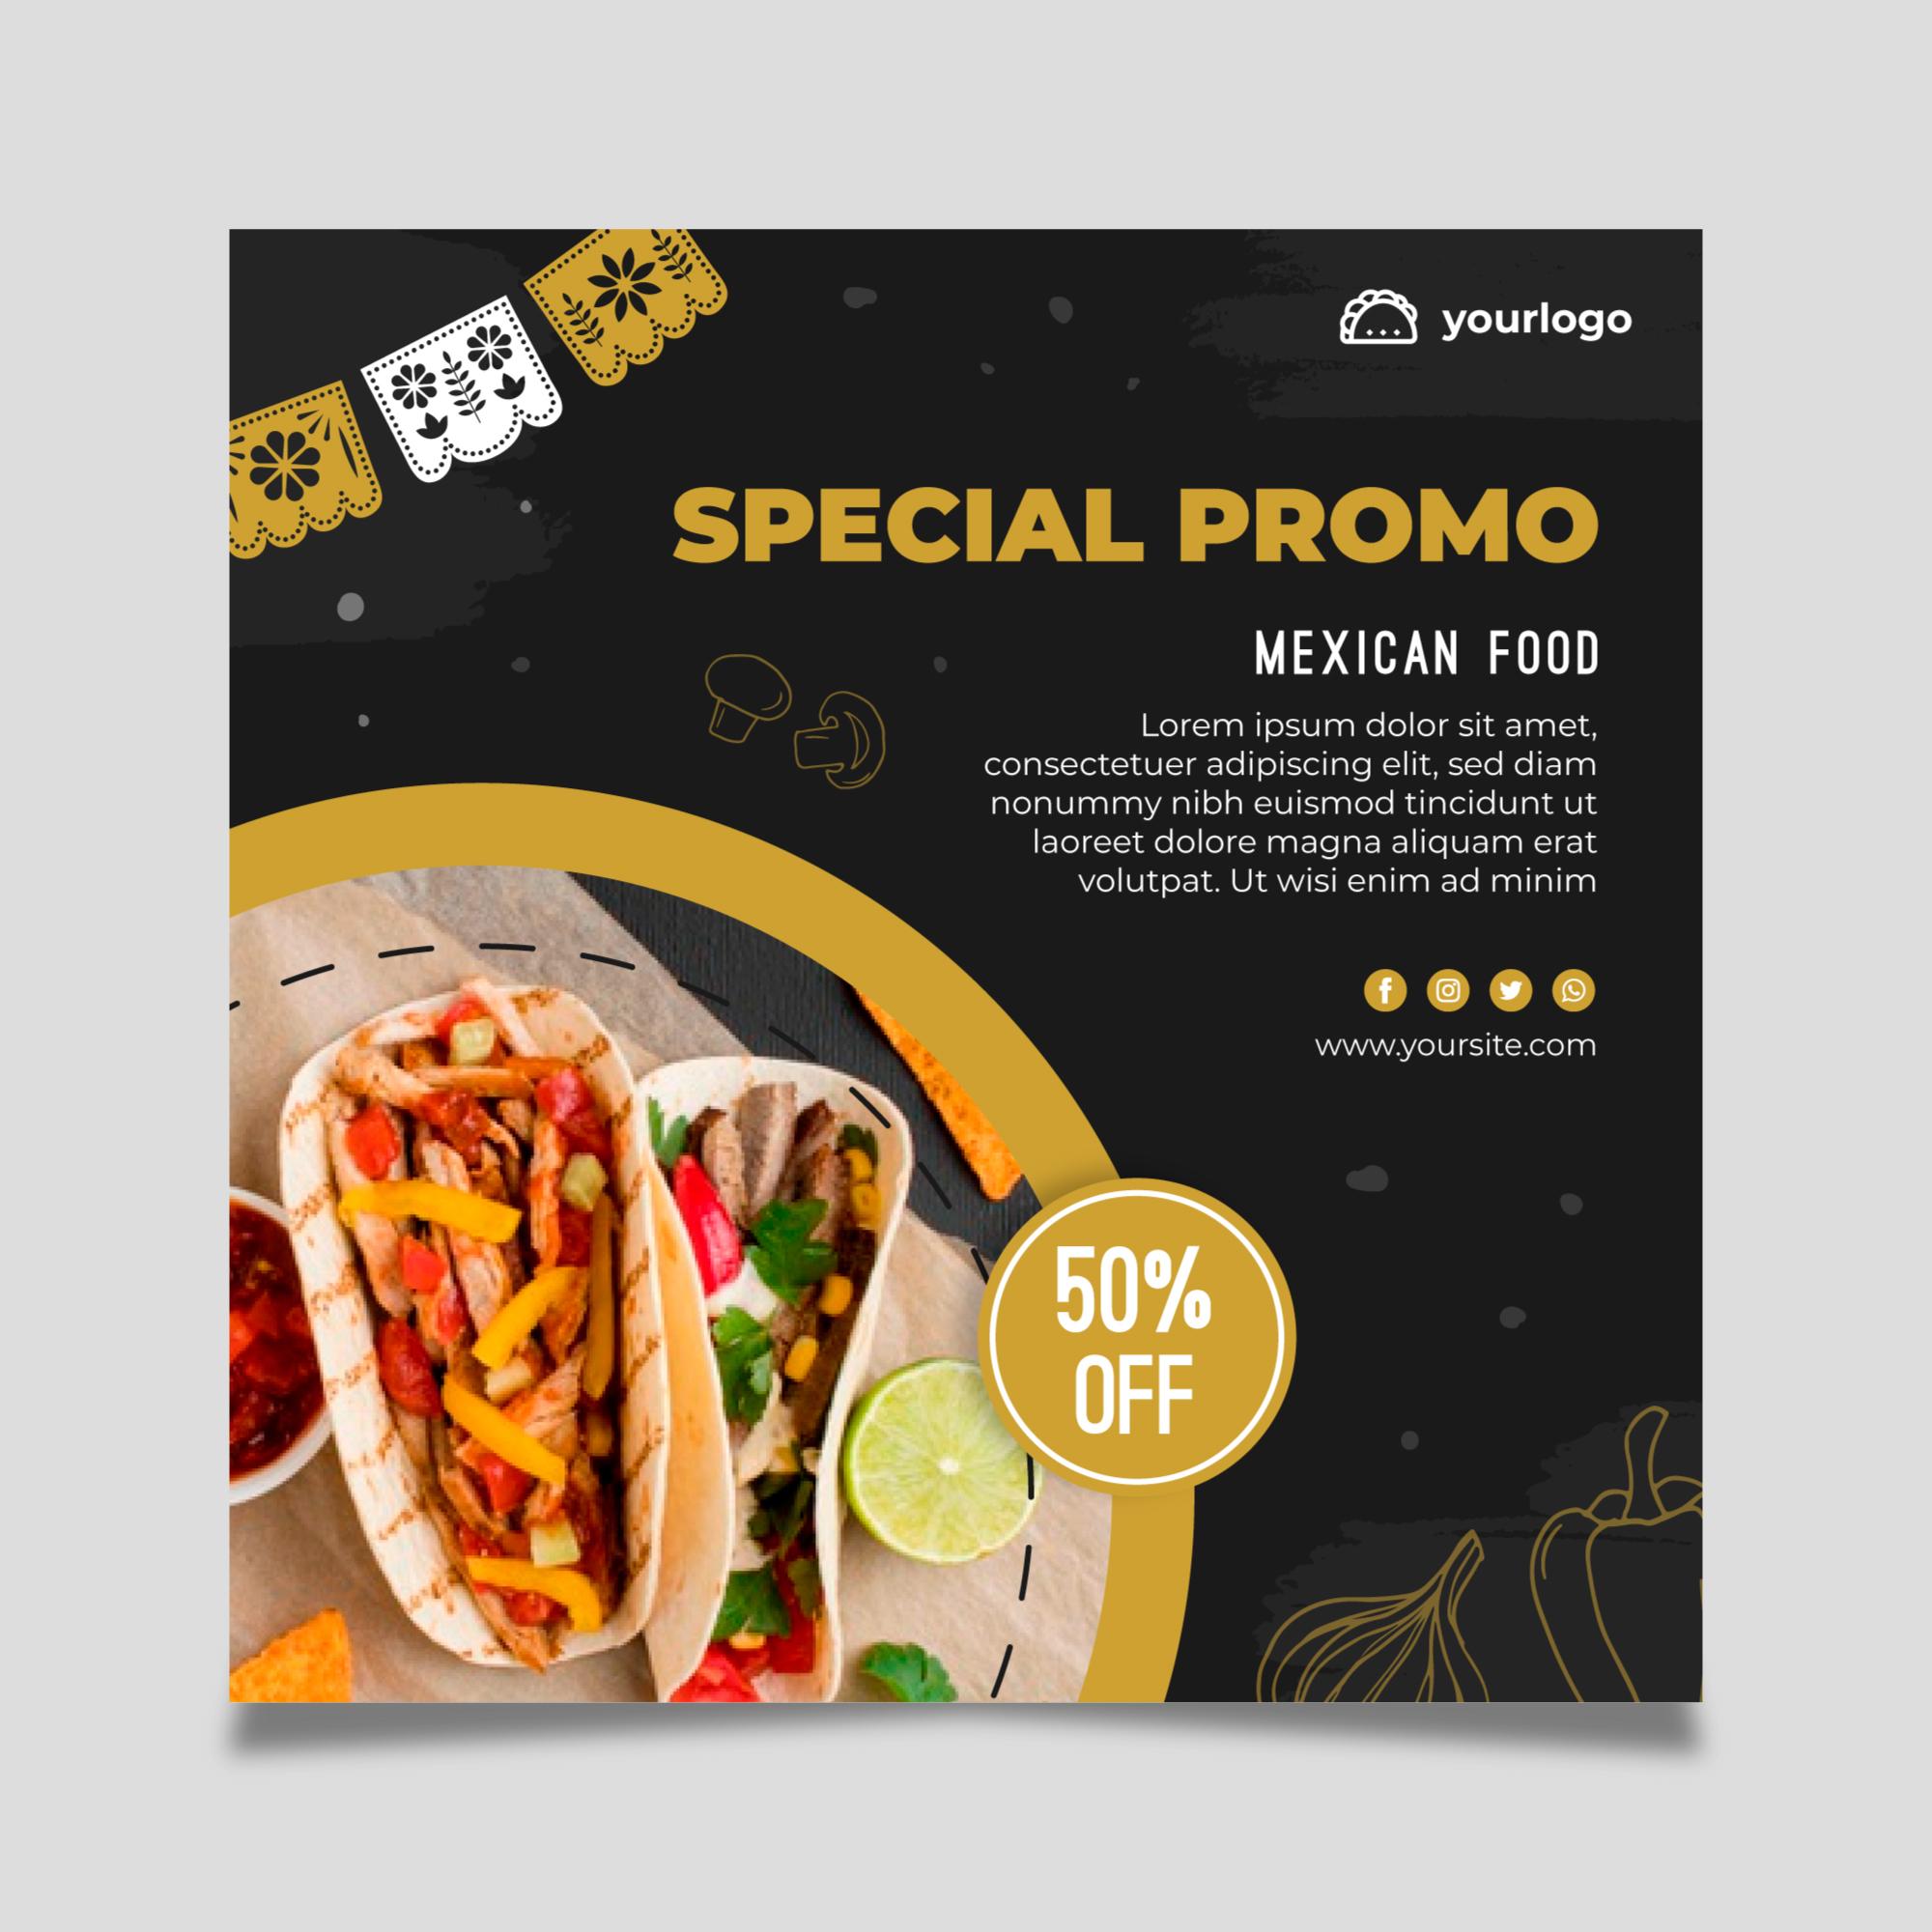 yourlogo
SPECIAL PROMO
MEXICAN FOOD
Lorem ipsum dolor sit amet,
consectetuer adipiscing elit, sed diam
nonummy nibh euismod tincidunt ut
laoreet dolore magna aliquam erat
volutpat. Ut wisi enim ad minim
www.yoursite.com
50%
OFF